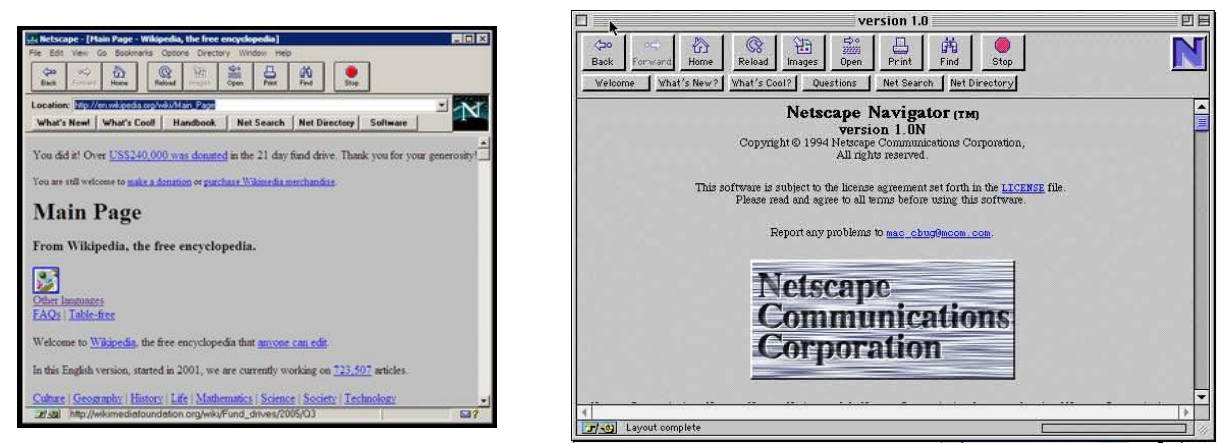 Netscape - [Main Page - Wikipedia, the free encyclopedia]
File Edit View Go Bookmarks Options Directory Window Help
Back Forward Home Reload Images Open Print Find Stop
Location: http://en.wikipedia.org/wiki/Main_Page
What's New! What's Cool! Handbook Net Search Net Directory Software
You did it! Over US$240,000 was donated in the 21 day fund drive. Thank you for your generosity!
You are still welcome to make a donation or purchase Wikimedia merchandise.
Main Page
From Wikipedia, the free encyclopedia.
Other languages
FAQs | Table-free
Welcome to Wikipedia, the free encyclopedia that anyone can edit.
In this English version, started in 2001, we are currently working on 723,507 articles.
Culture | Geography | History | Life | Mathematics | Science | Society | Technology
http://wikimediafoundation.org/wiki/Fund_drives/2005/Q3
version 1.0
Back Forward Home Reload Images Open Print Find Stop
N
Welcome What's New? What's Cool? Questions Net Search Net Directory
Netscape Navigator (TM)
version 1.0N
Copyright © 1994 Netscape Communications Corporation,
All rights reserved.
This software is subject to the license agreement set forth in the LICENSE file.
Please read and agree to all terms before using this software.
Report any problems to mac_cbug@mcom.com.
Netscape
Communications
Corporation
Layout complete